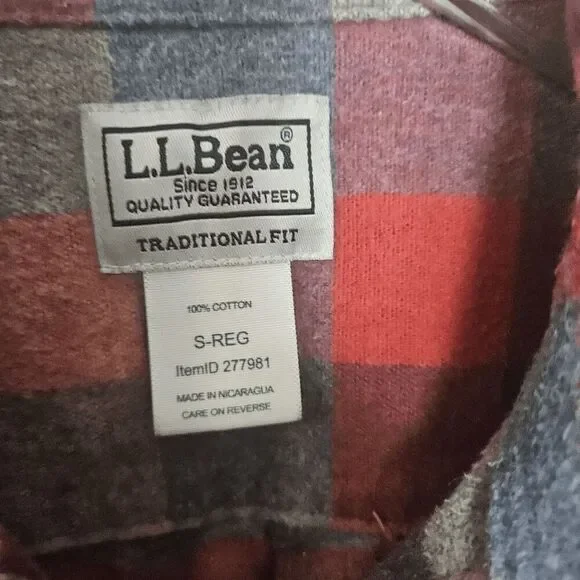 L.L.Bean®
Since 1912
QUALITY GUARANTEED
TRADITIONAL FIT
100% COTTON
S-REG
ItemID 277981
MADE IN NICARAGUA
CARE ON REVERSE